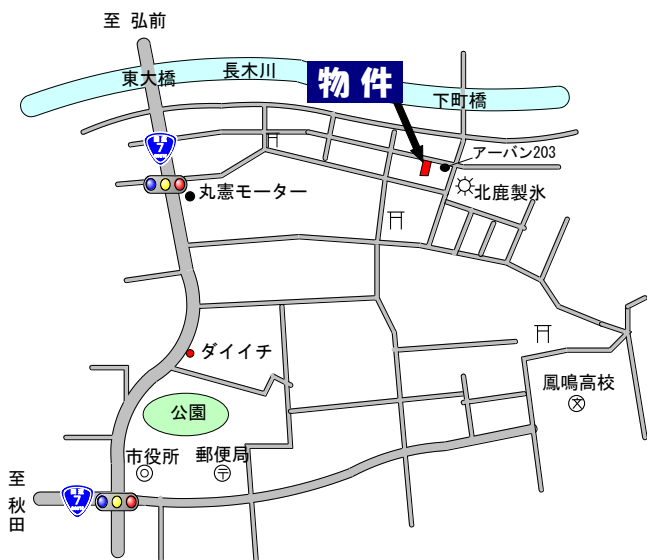 至 弘前
東大橋
長木川
物件
下町橋
7
アーバン203
丸憲モーター
北鹿製氷
ダイイチ
鳳鳴高校
文
公園
市役所
郵便局
〒
至
秋
田
7